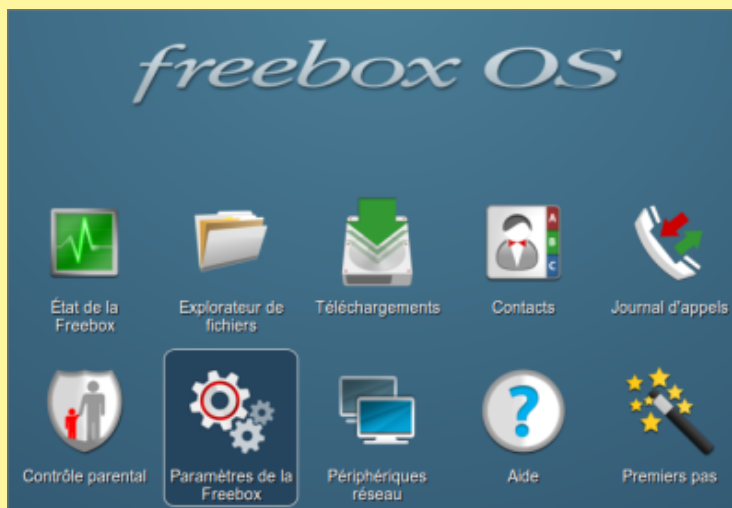 freebox OS
État de la
Freebox
Explorateur de
fichiers
Téléchargements
Contacts
A
B
C
Journal d'appels
Contrôle parental
Paramètres de la
Freebox
Périphériques
réseau
?
Aide
Premiers pas